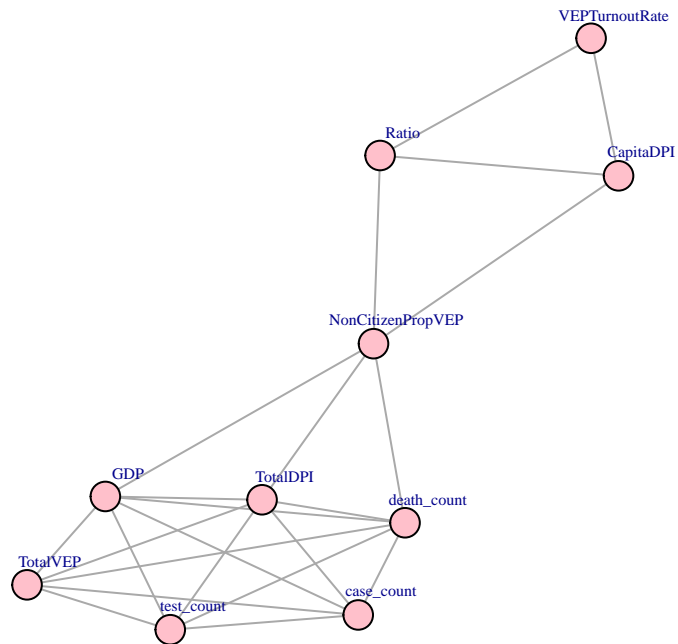 VEPTurnoutRate
Ratio
CapitaDPI
NonCitizenPropVEP
GDP
TotalDPI
death_count
TotalVEP
test_count
case_count